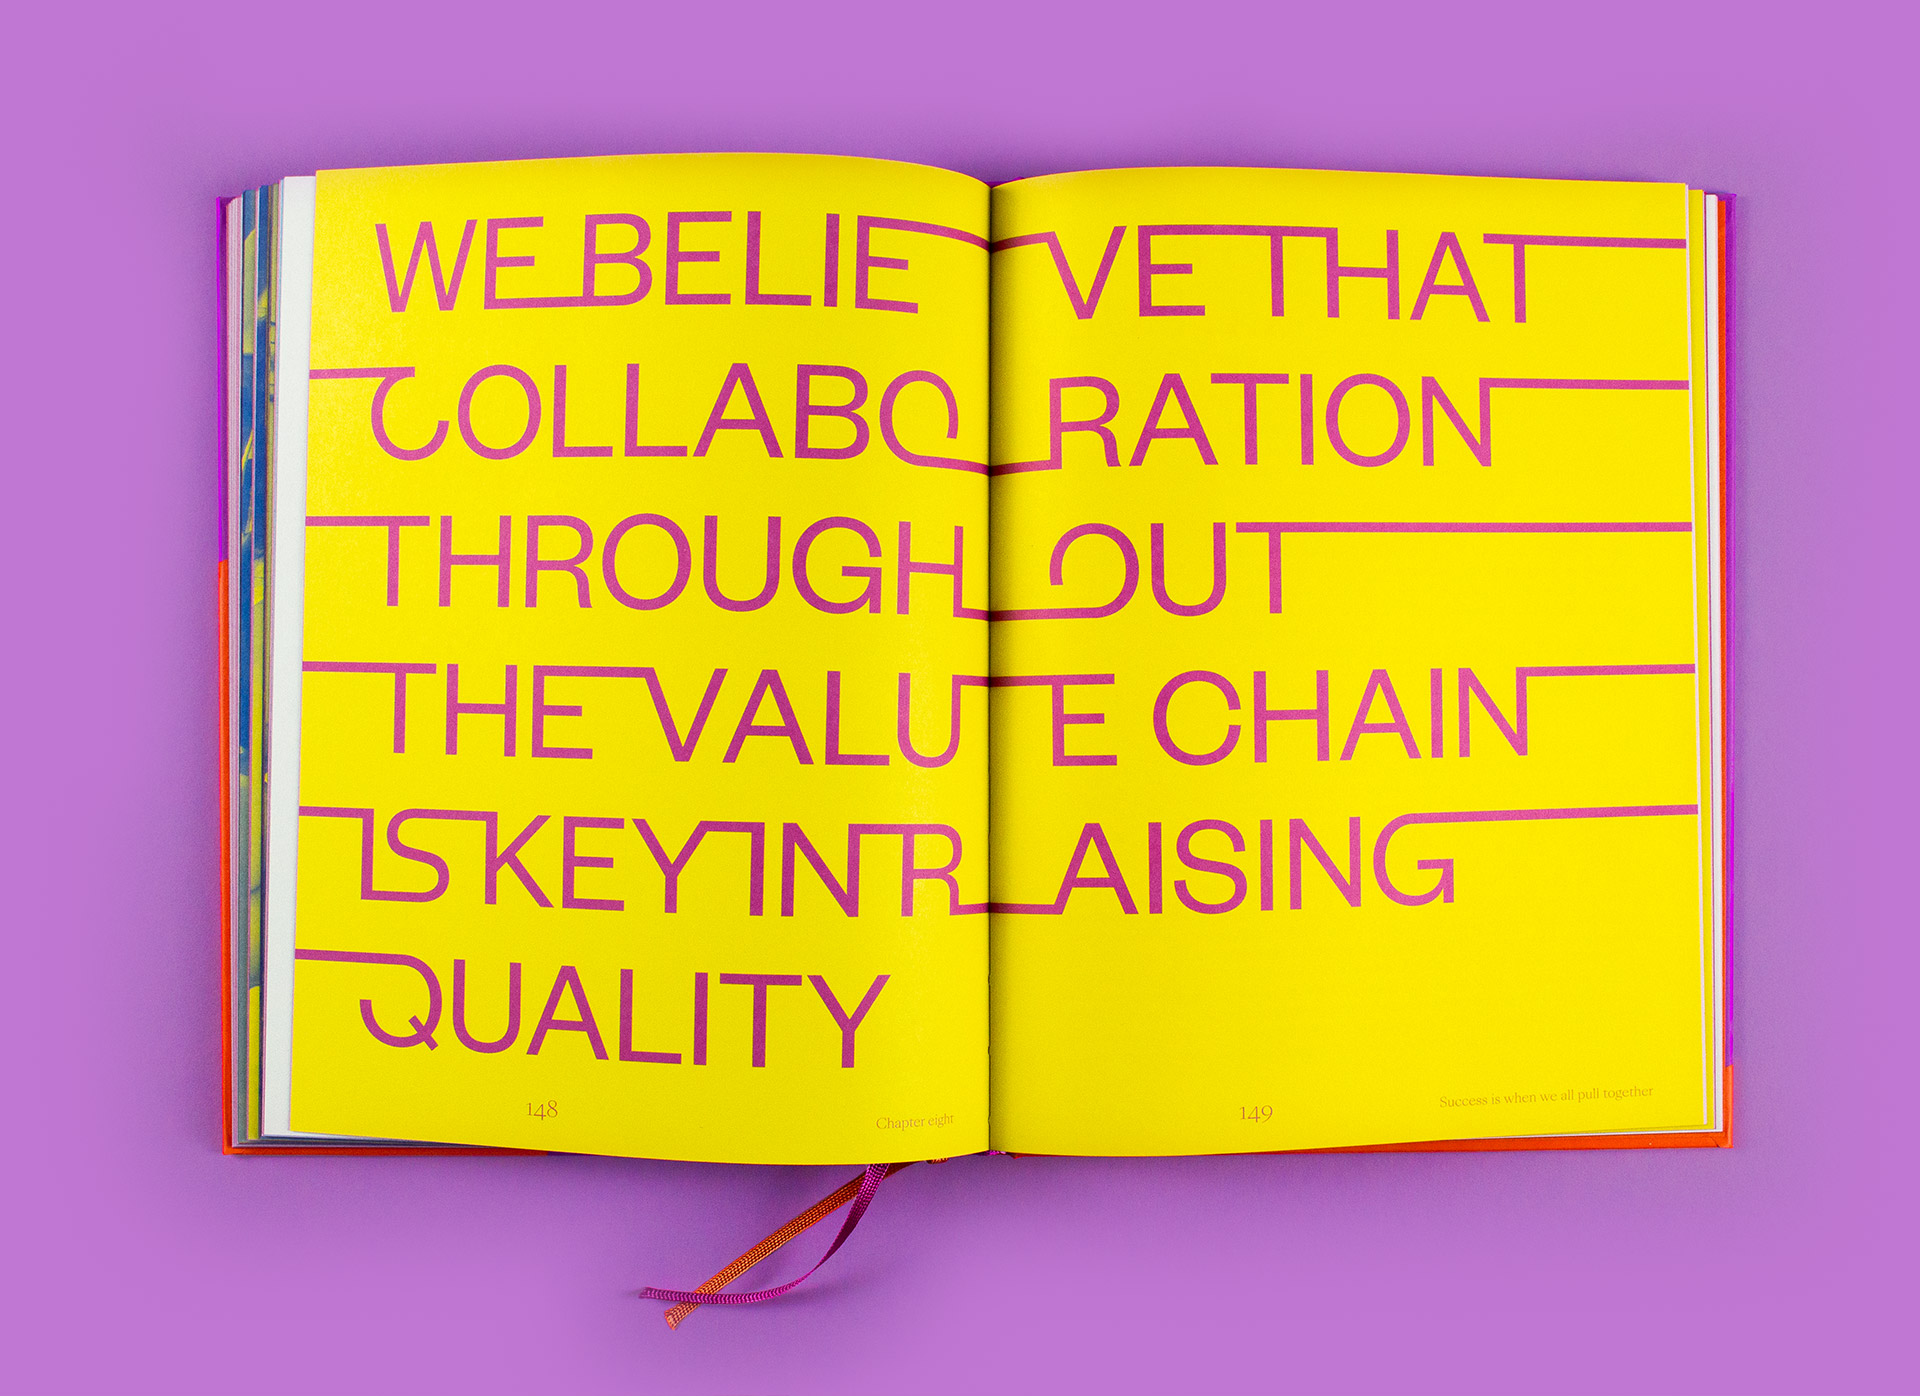 WE BELIEVE THAT
COLLABORATION
THROUGHOUT
THE VALUE CHAIN
IS KEY IN RAISING
QUALITY
148
Chapter eight
149
Success is when we all pull together